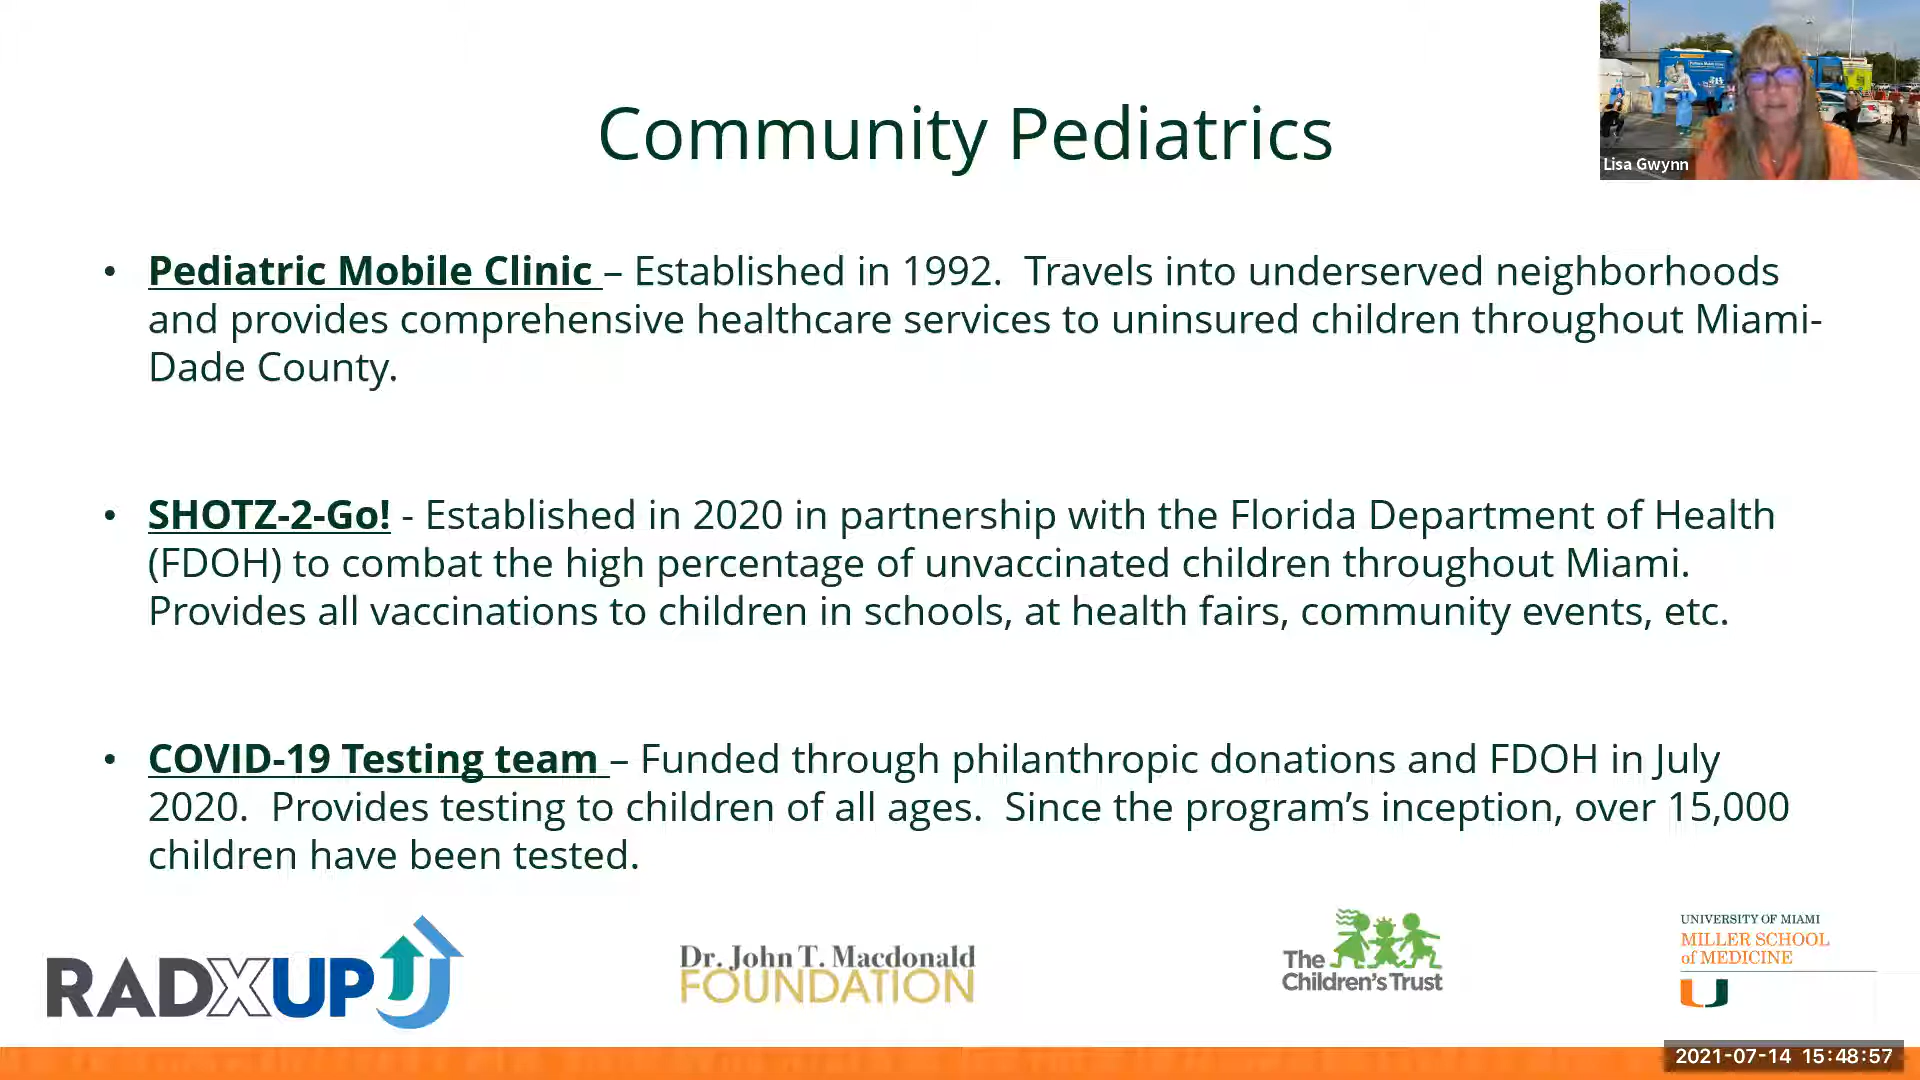 Community Pediatrics
Lisa Gwynn
• Pediatric Mobile Clinic – Established in 1992.  Travels into underserved neighborhoods
and provides comprehensive healthcare services to uninsured children throughout Miami-
Dade County.
• SHOTZ-2-Go! - Established in 2020 in partnership with the Florida Department of Health
(FDOH) to combat the high percentage of unvaccinated children throughout Miami.
Provides all vaccinations to children in schools, at health fairs, community events, etc.
• COVID-19 Testing team – Funded through philanthropic donations and FDOH in July
2020.  Provides testing to children of all ages.  Since the program’s inception, over 15,000
children have been tested.
RADXUP
Dr. John T. Macdonald
FOUNDATION
The
Children's Trust
UNIVERSITY OF MIAMI
MILLER SCHOOL
of MEDICINE
2021-07-14 15:48:57